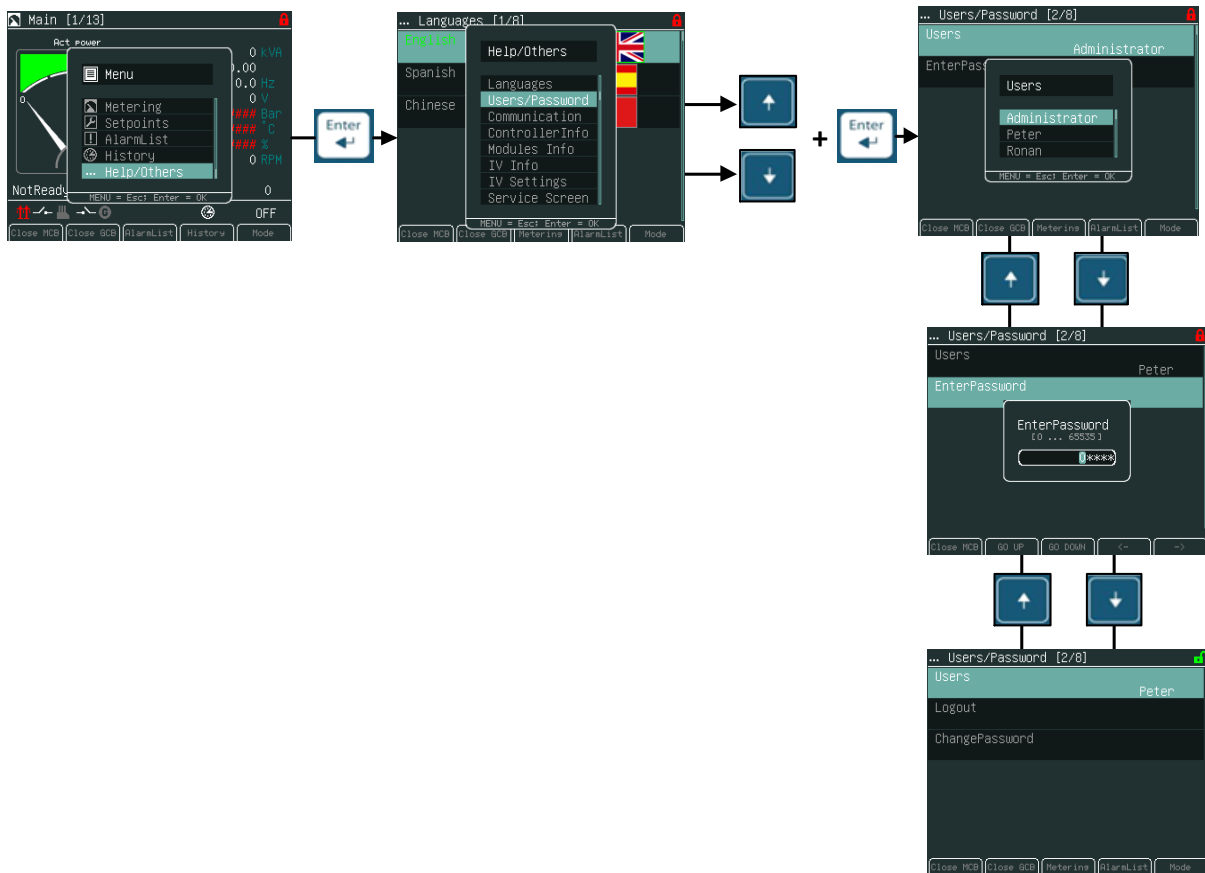 Main [1/13]
Act power
0 kVA
0.00
0.0 Hz
0 V
#### Bar
#### °C
#### %
0 RPM
0
Menu
Metering
Setpoints
AlarmList
History
... Help/Others
MENU = Esc; Enter = OK
NotReady
0
OFF
Close MCB Close GCB AlarmList History Mode
Enter
... Languages [1/8]
English
Spanish
Chinese
Help/Others
Languages
Users/Password
Communication
ControllerInfo
Modules Info
IV Info
IV Settings
Service Screen
MENU = Esc; Enter = OK
Close MCB Close GCB Metering AlarmList Mode
+
Enter
... Users/Password [2/8]
Users
Administrator
EnterPass
Users
Administrator
Peter
Ronan
MENU = Esc; Enter = OK
Close MCB Close GCB Metering AlarmList Mode
... Users/Password [2/8]
Users
Peter
EnterPassword
EnterPassword
[0 ... 65535]
0****
Close MCB GO UP GO DOWN <- ->
... Users/Password [2/8]
Users
Peter
Logout
ChangePassword
Close MCB Close GCB Metering AlarmList Mode